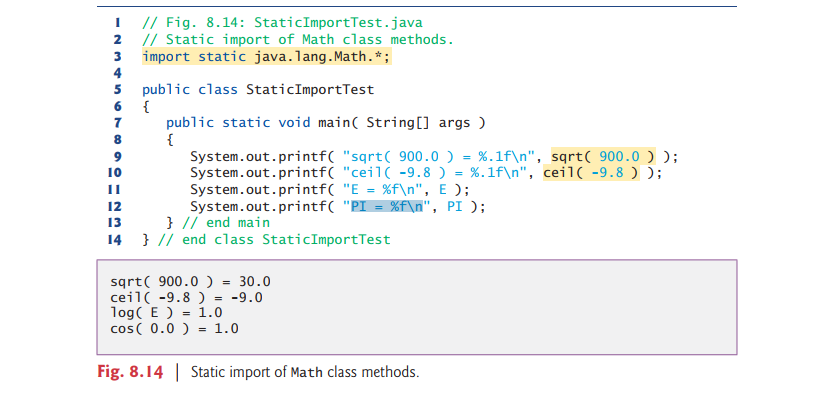 1 // Fig. 8.14: StaticImportTest.java
2 // Static import of Math class methods.
3 import static java.lang.Math.*;
4
5 public class StaticImportTest
6 {
7 public static void main( String[] args )
8 {
9 System.out.printf( "sqrt( 900.0 ) = %.1f\n", sqrt( 900.0 ) );
10 System.out.printf( "ceil( -9.8 ) = %.1f\n", ceil( -9.8 ) );
11 System.out.printf( "E = %f\n", E );
12 System.out.printf( "PI = %f\n", PI );
13 } // end main
14 } // end class StaticImportTest
sqrt( 900.0 ) = 30.0
ceil( -9.8 ) = -9.0
log( E ) = 1.0
cos( 0.0 ) = 1.0
Fig. 8.14 | Static import of Math class methods.